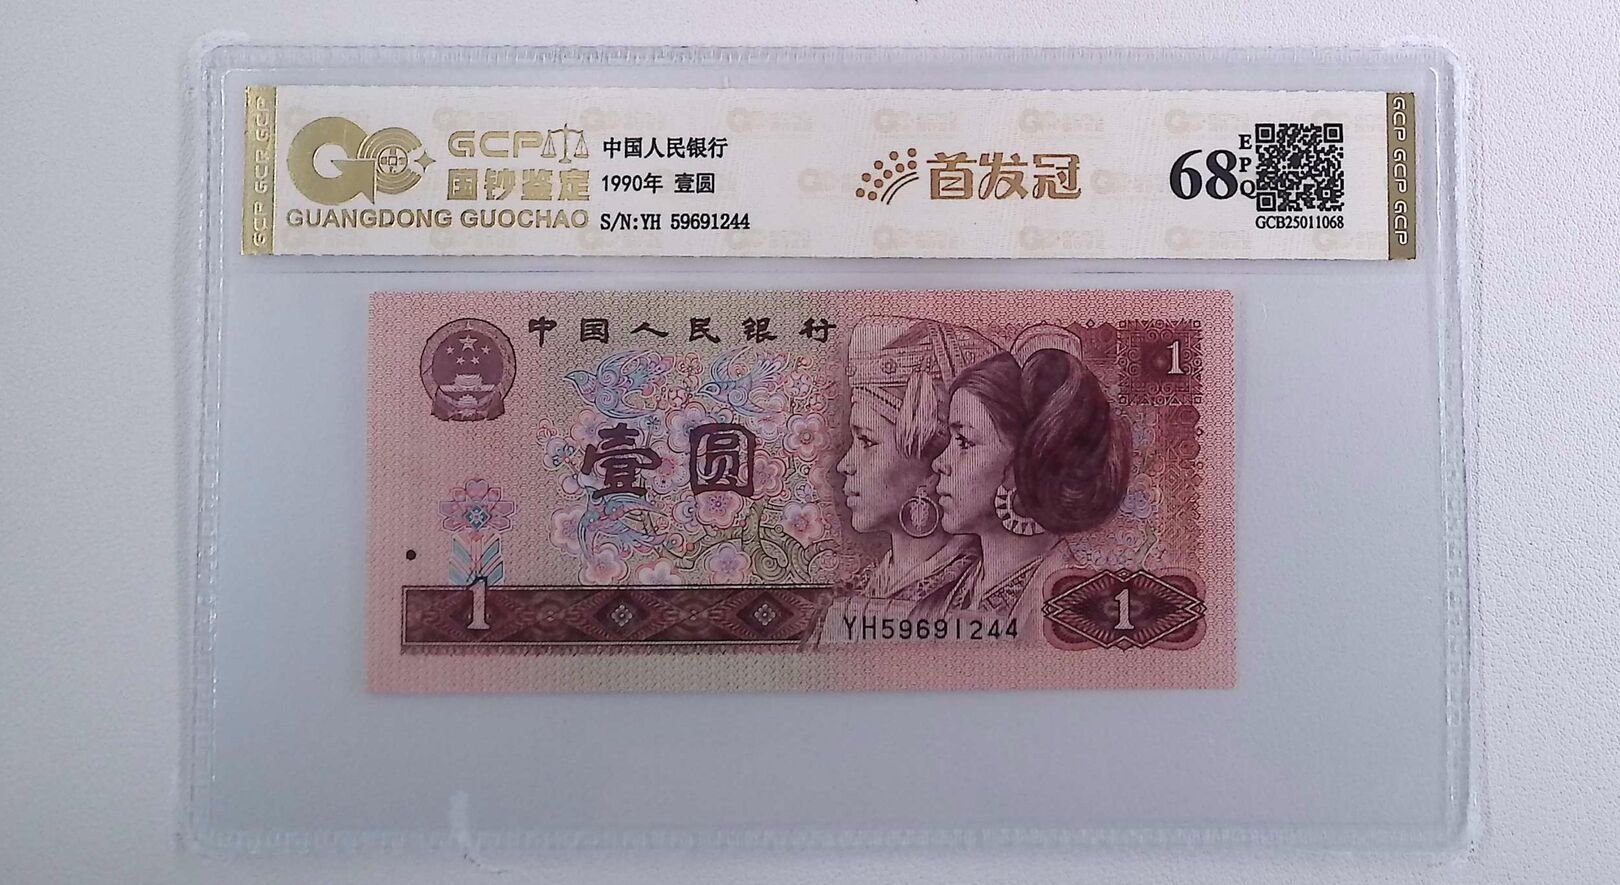 GCP
国钞鉴定
GUANGDONG GUOCHAO
中国人民银行
1990年 壹圆
S/N:YH 59691244
首发冠
68 EPQ
GCB25011068
GCP GCP GCP
GCP GCP GCP
中国人民银行
1
壹圆
1
YH59691244
1